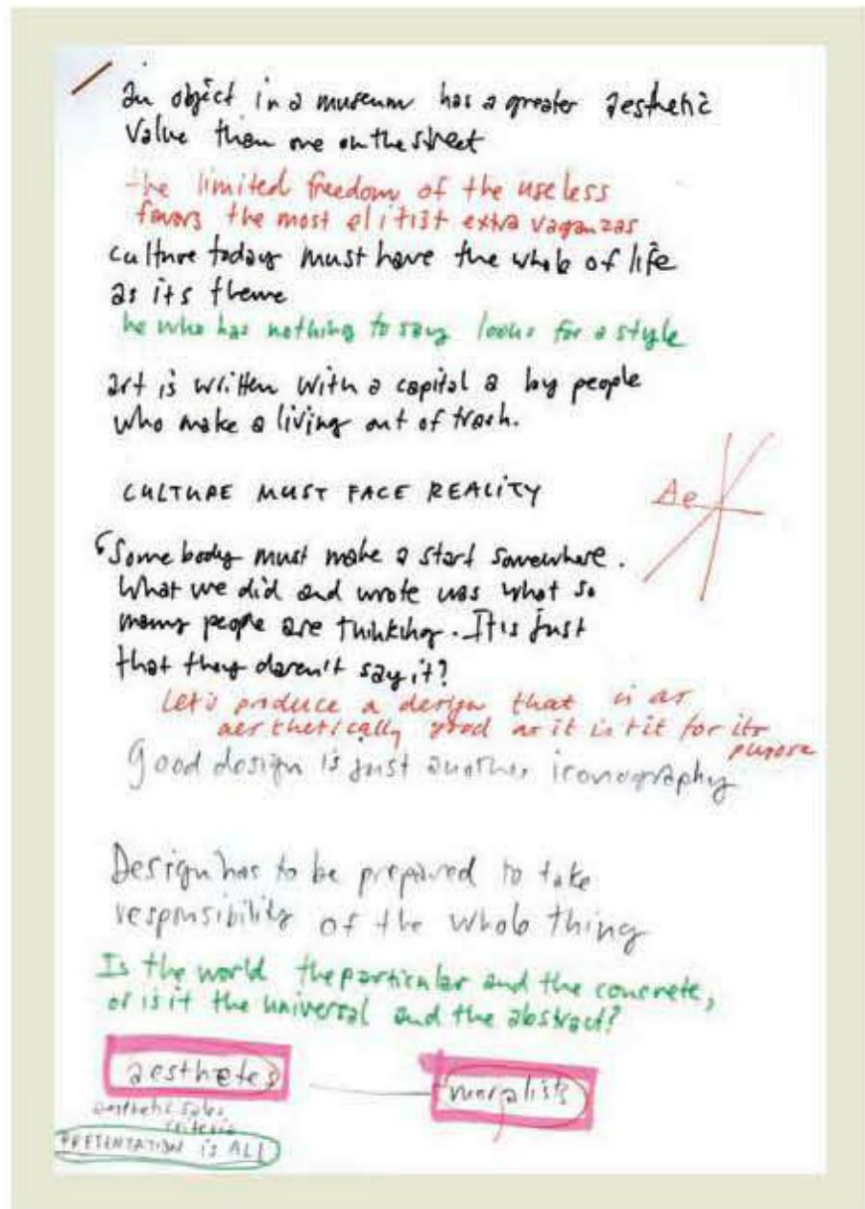 an object in a museum has a greater aesthetic
value than one on the street
the limited freedom of the useless
favors the most elitist extravaganzas
culture today must have the whole of life
as its theme
he who has nothing to say looks for a style
art is written with a capital a by people
who make a living out of trash.
CULTURE MUST FACE REALITY
Ae
Somebody must make a start somewhere.
What we did and wrote was what so
many people are thinking. It is just
that they daren't say it?
Let's produce a design that is as
aesthetically good as it is fit for its
purpose
good design is just another iconography
Design has to be prepared to take
responsibility of the whole thing
Is the world the particular and the concrete,
or is it the universal and the abstract?
aesthetes moralists
aesthetic sales
criteria
PRESENTATION is ALL